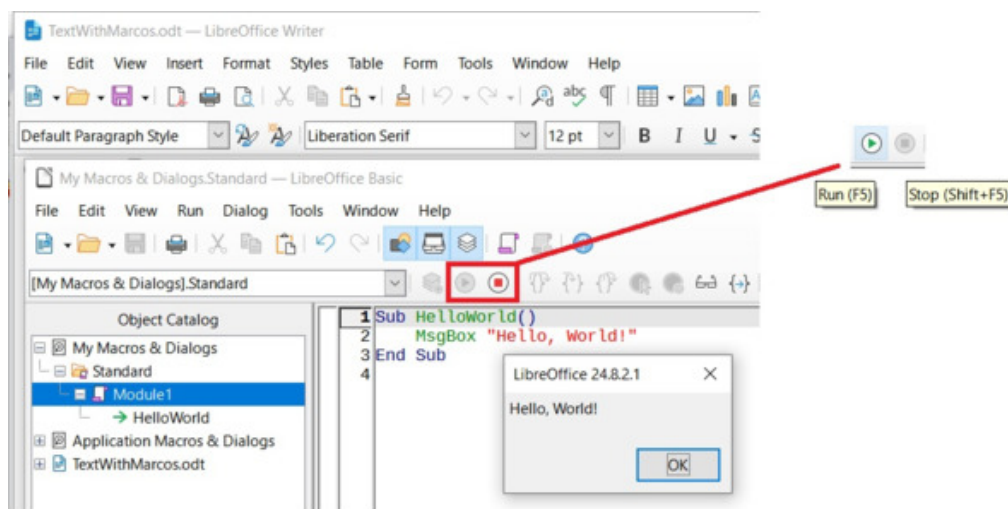 TextWithMarcos.odt — LibreOffice Writer
File Edit View Insert Format Styles Table Form Tools Window Help
Default Paragraph Style Liberation Serif 12 pt B I U S
My Macros & Dialogs.Standard — LibreOffice Basic
File Edit View Run Dialog Tools Window Help
[My Macros & Dialogs].Standard
Run (F5) Stop (Shift+F5)
Object Catalog
My Macros & Dialogs
Standard
Module1
HelloWorld
Application Macros & Dialogs
TextWithMarcos.odt
1 Sub HelloWorld()
2 MsgBox "Hello, World!"
3 End Sub
4
LibreOffice 24.8.2.1
Hello, World!
OK